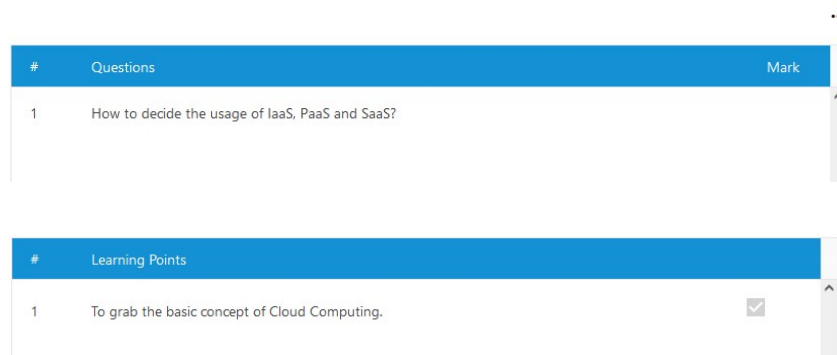 # Questions Mark
1 How to decide the usage of IaaS, PaaS and SaaS?
# Learning Points
1 To grab the basic concept of Cloud Computing.